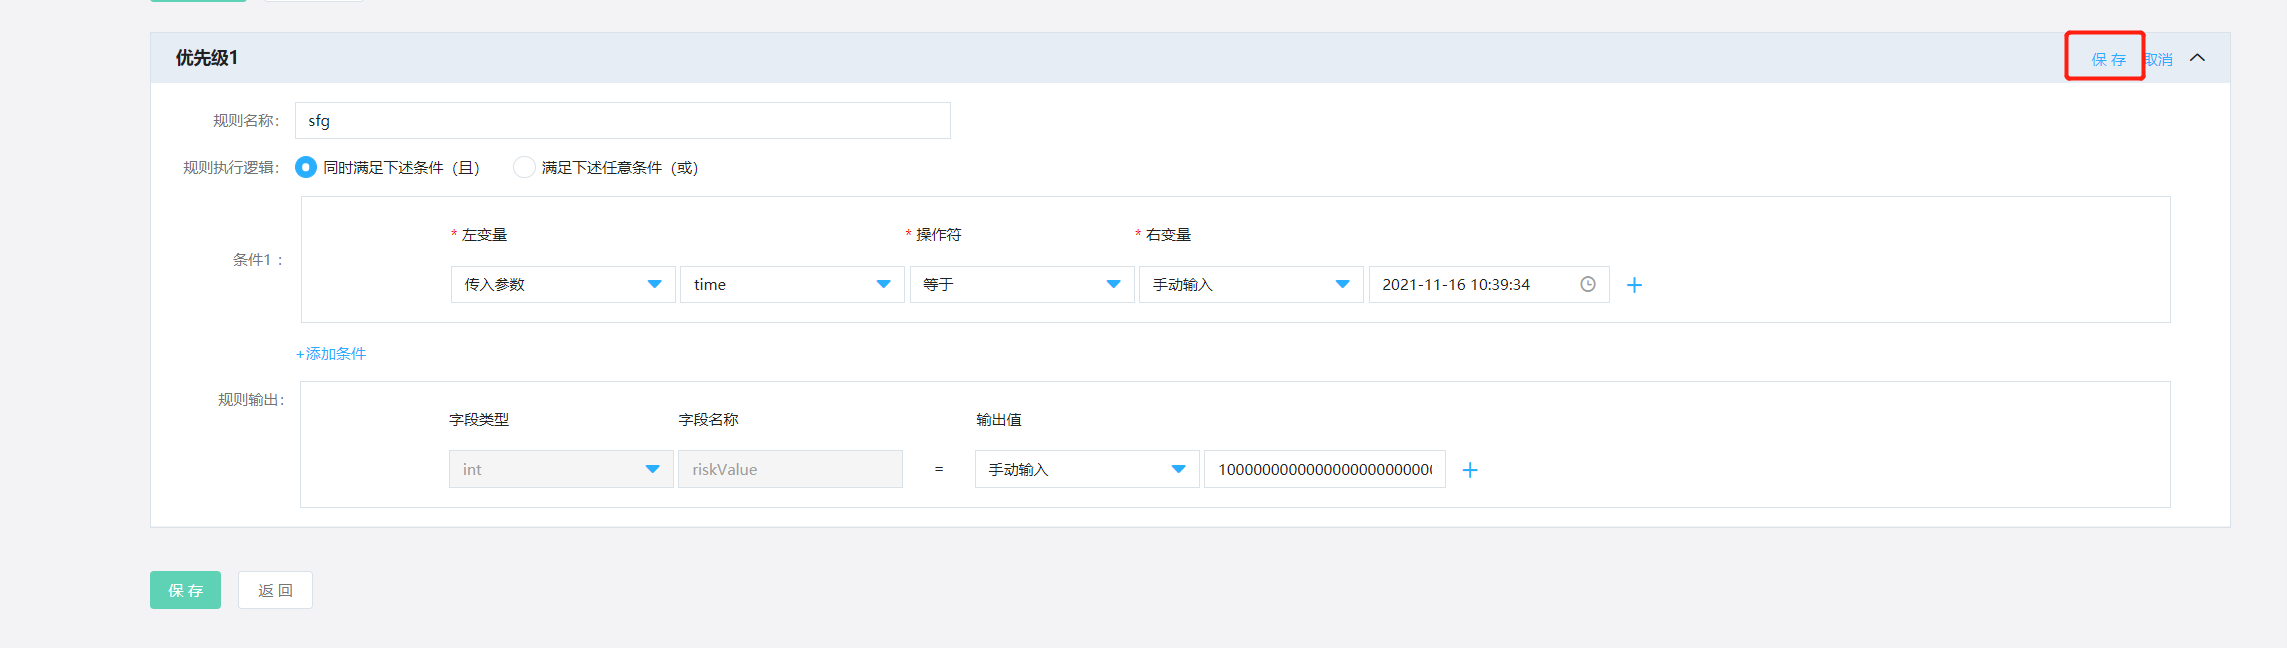 优先级1
保 存 取消
规则名称：
sfg
规则执行逻辑：
同时满足下述条件（且）
满足下述任意条件（或）
* 左变量
* 操作符
* 右变量
条件1 ：
传入参数
time
等于
手动输入
2021-11-16 10:39:34
+添加条件
规则输出：
字段类型
字段名称
输出值
int
riskValue
=
手动输入
保 存
返 回